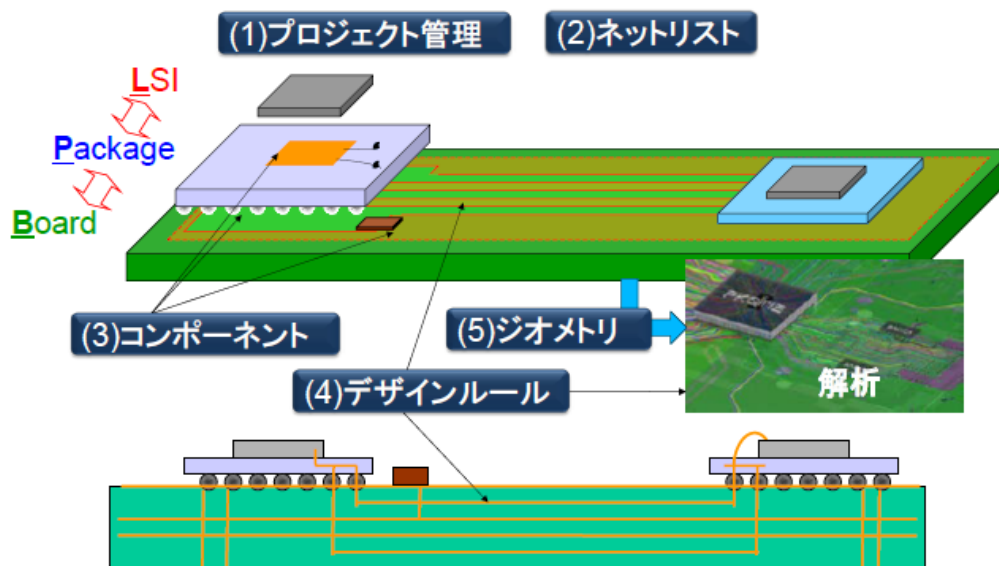 (1)プロジェクト管理
(2)ネットリスト
LSI
Package
Board
(3)コンポーネント
(5)ジオメトリ
(4)デザインルール
解析